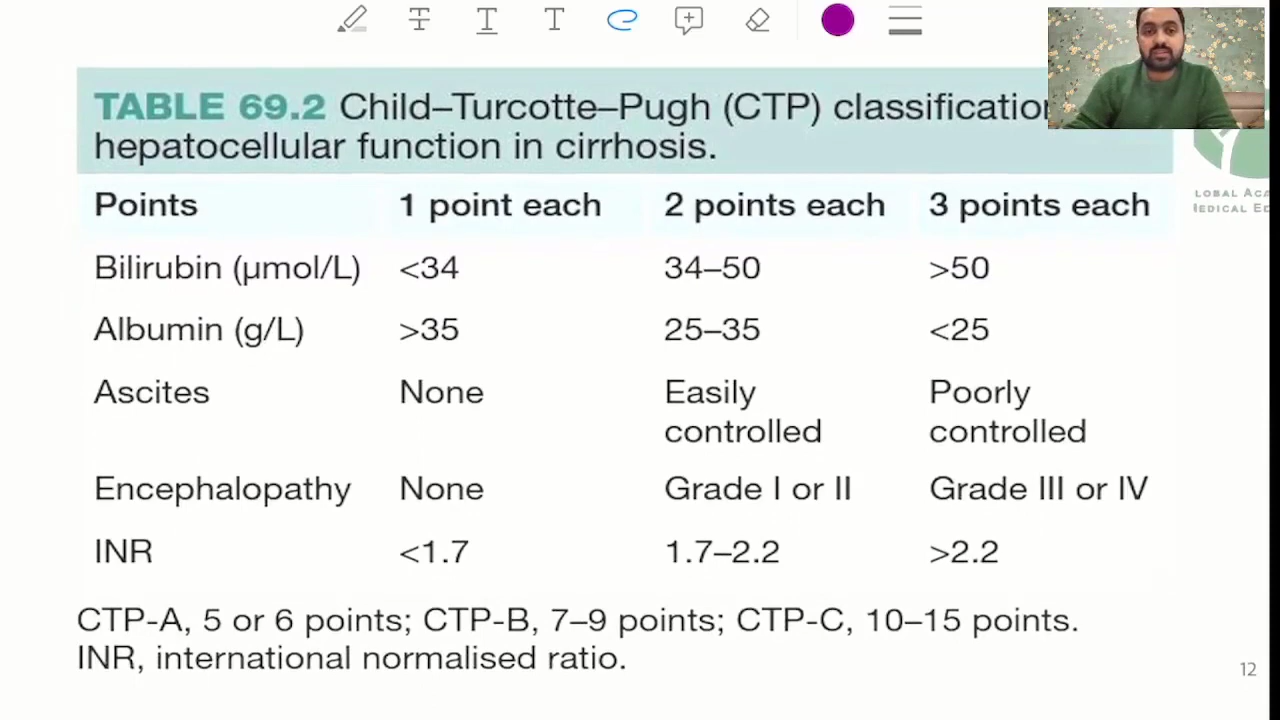 TABLE 69.2 Child–Turcotte–Pugh (CTP) classification
hepatocellular function in cirrhosis.
Points 1 point each 2 points each 3 points each
Bilirubin (µmol/L) <34 34–50 >50
Albumin (g/L) >35 25–35 <25
Ascites None Easily controlled Poorly controlled
Encephalopathy None Grade I or II Grade III or IV
INR <1.7 1.7–2.2 >2.2
CTP-A, 5 or 6 points; CTP-B, 7–9 points; CTP-C, 10–15 points.
INR, international normalised ratio.
12